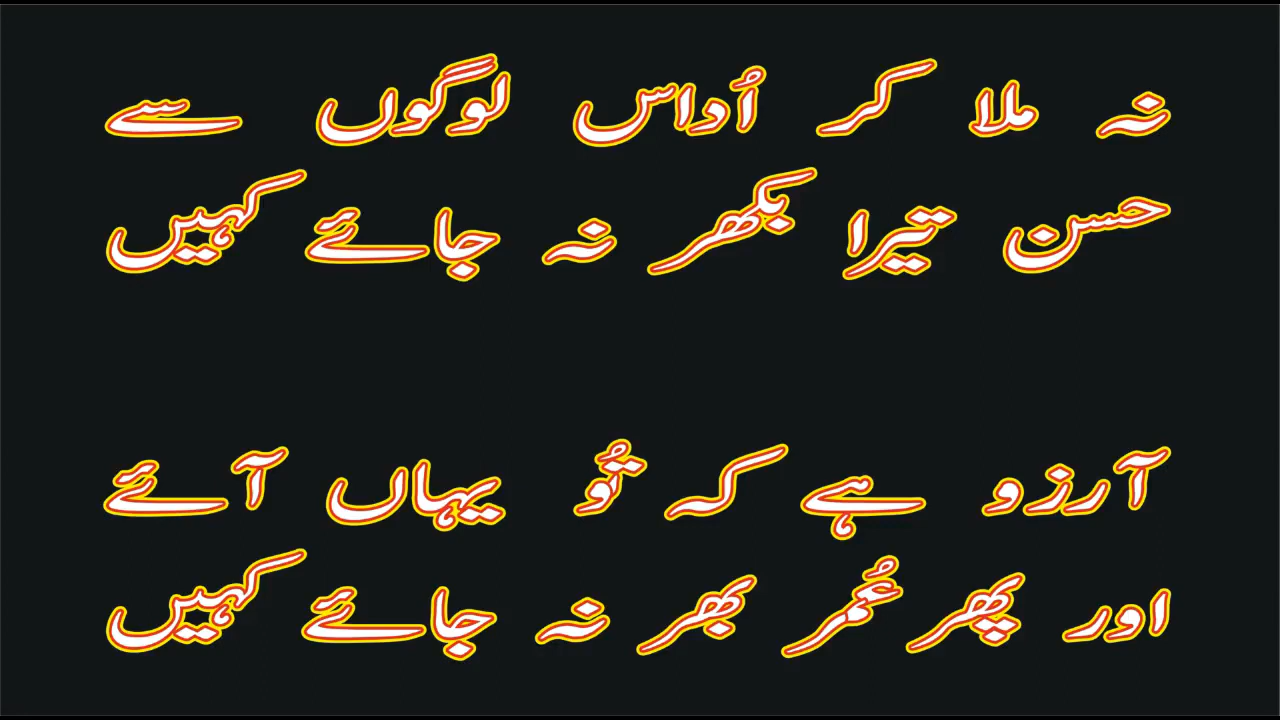 نہ ملا کر اُداس لوگوں سے
حسن تیرا بکھر نہ جائے کہیں
آرزو ہے کہ تُو یہاں آئے
اور پھر عُمر بھر نہ جائے کہیں